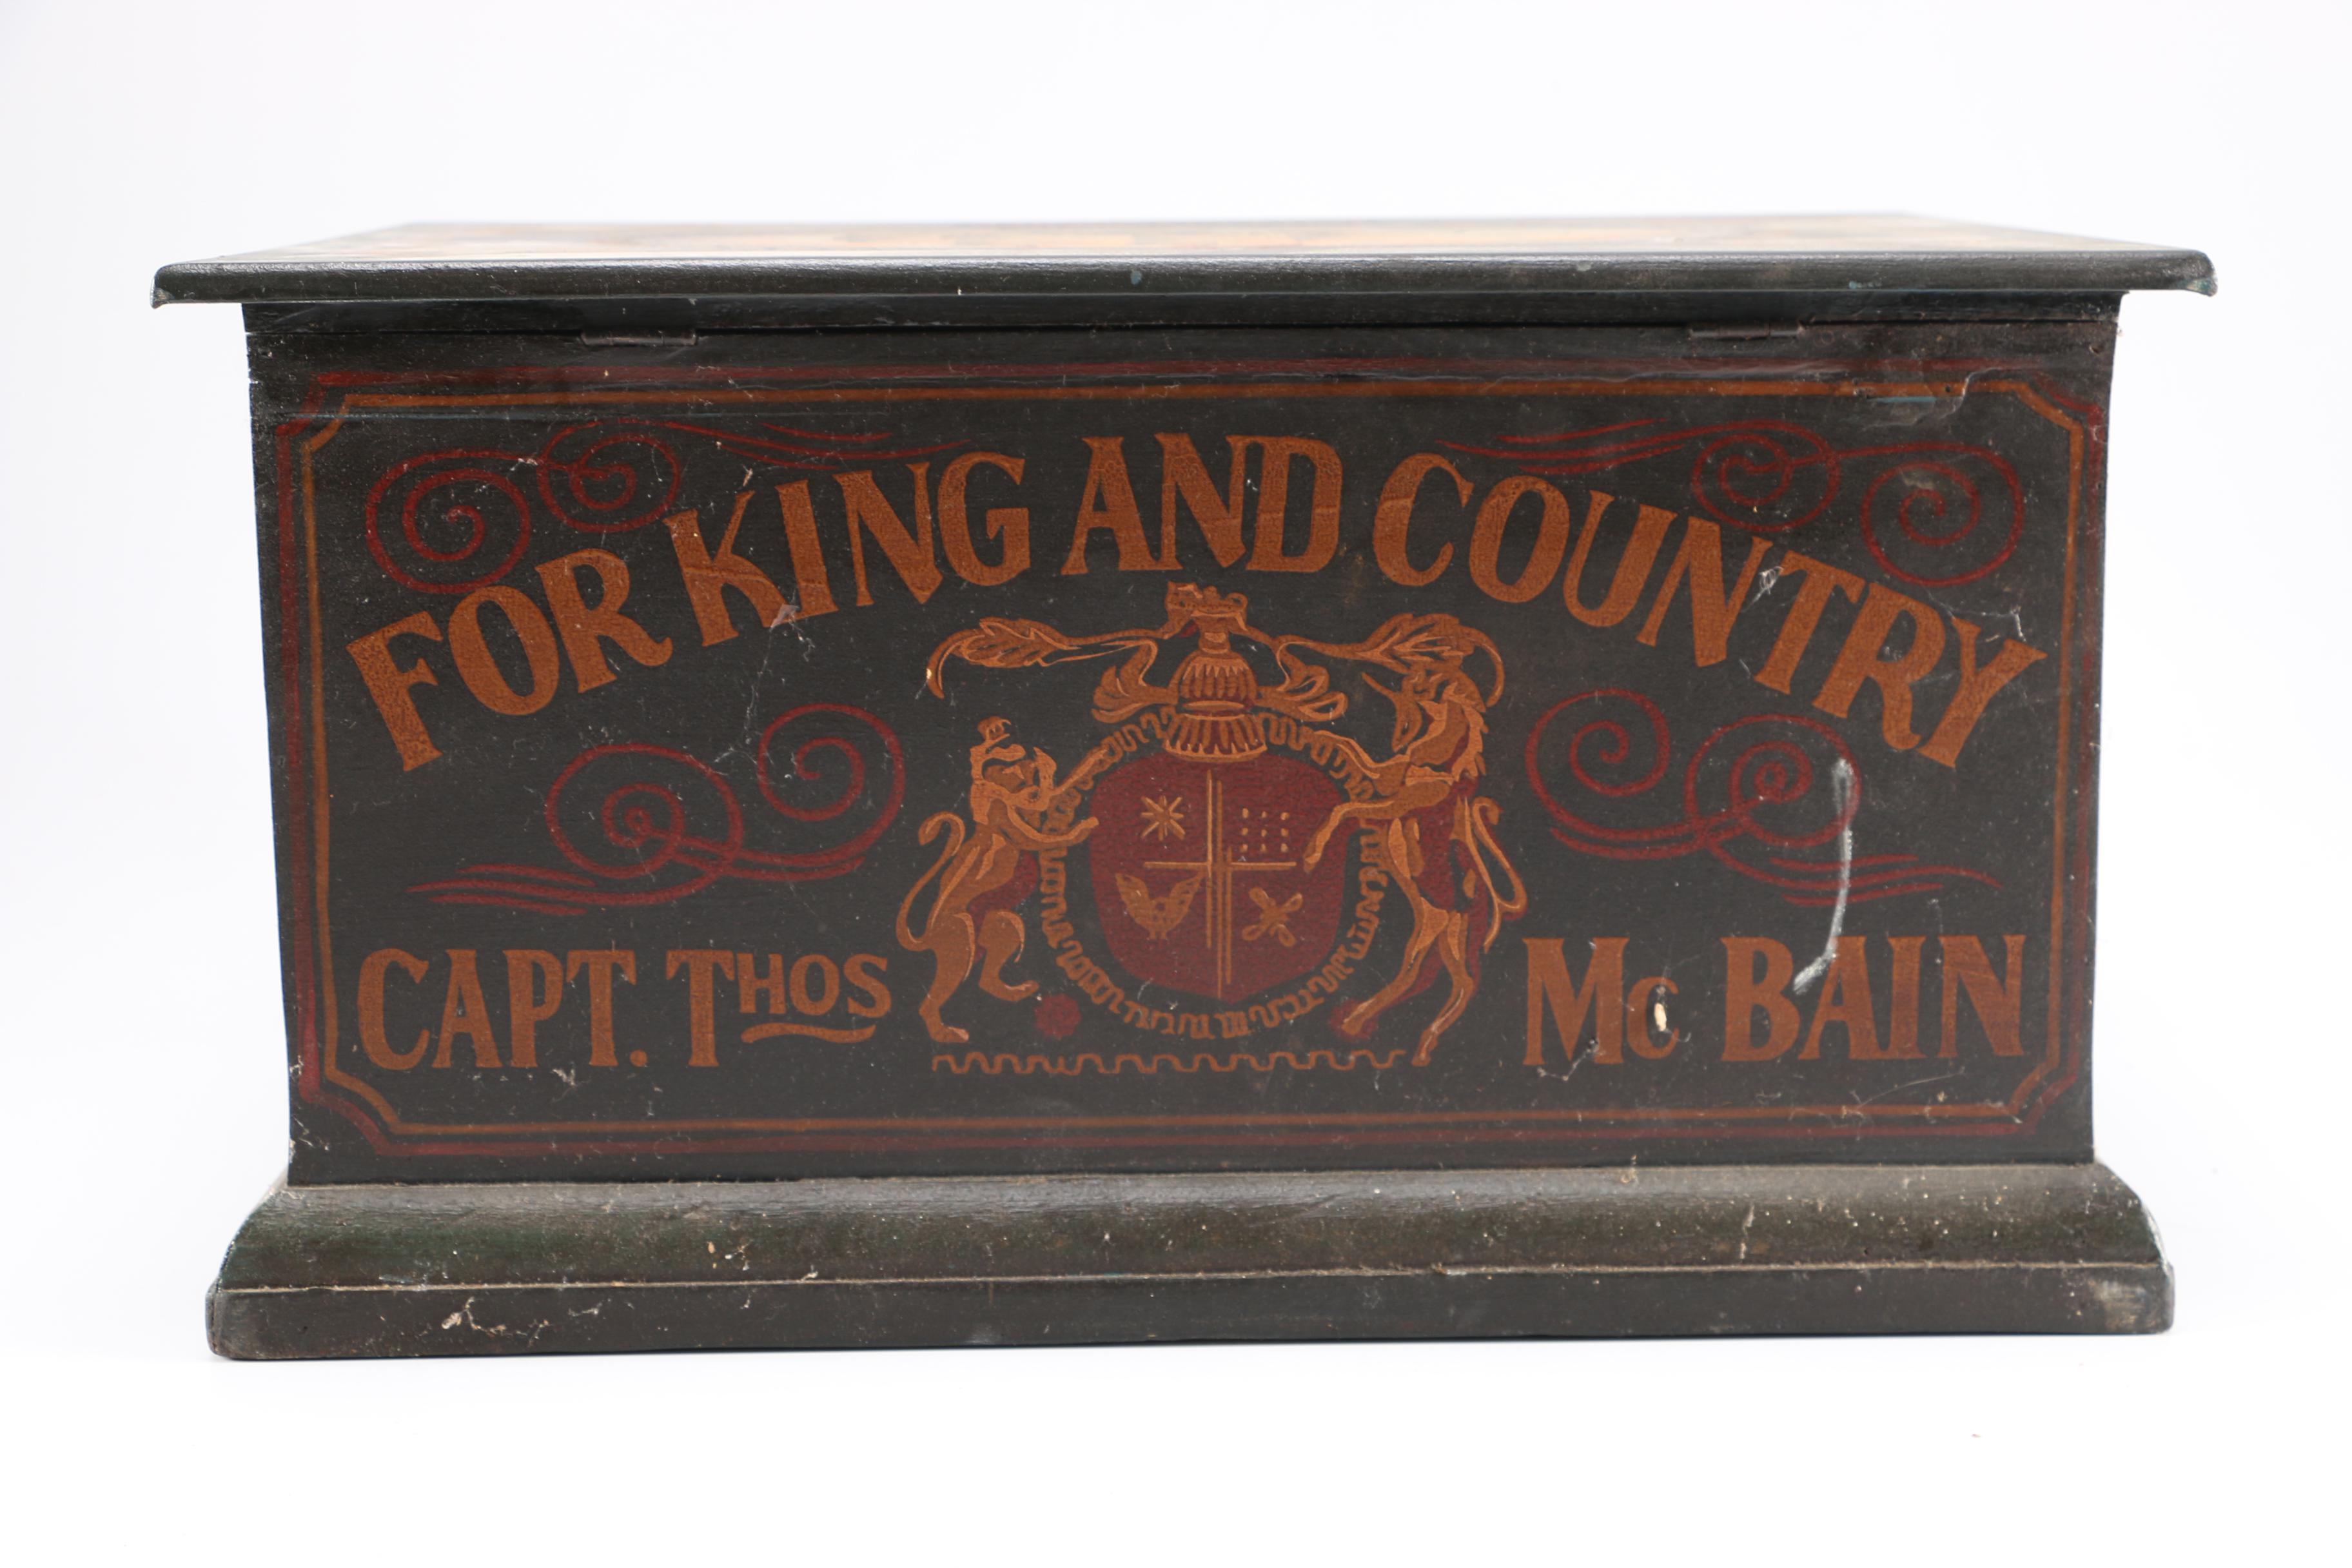 FOR KING AND COUNTRY
CAPT. THOS Mc BAIN